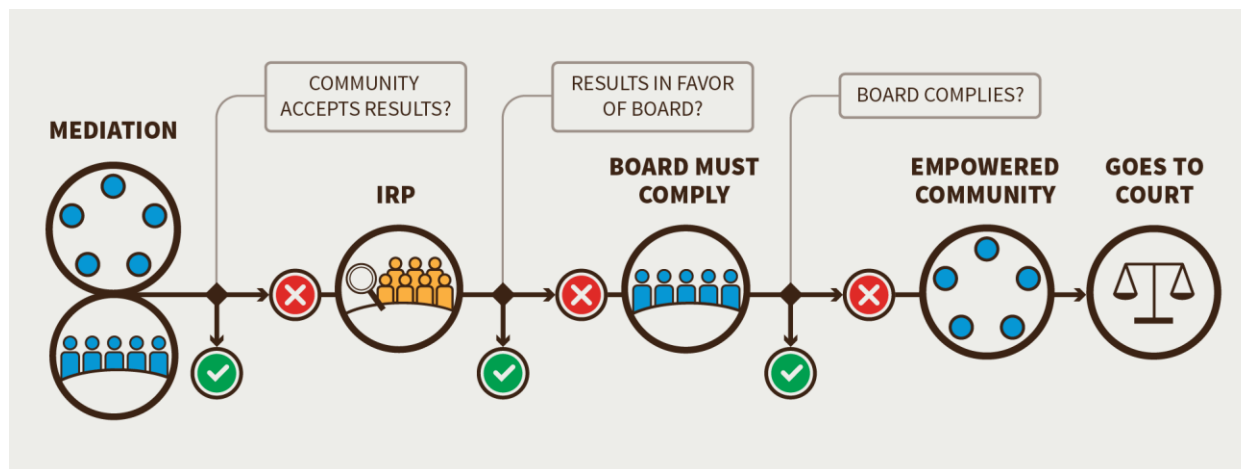 COMMUNITY
ACCEPTS RESULTS?
RESULTS IN FAVOR
OF BOARD?
BOARD COMPLIES?
MEDIATION
IRP
BOARD MUST
COMPLY
EMPOWERED
COMMUNITY
GOES TO
COURT